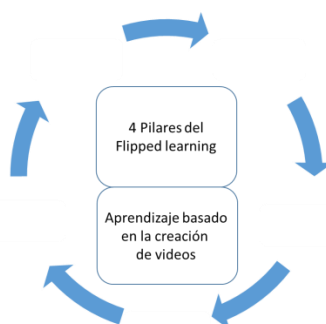 4 Pilares del
Flipped learning
Aprendizaje basado
en la creación
de videos